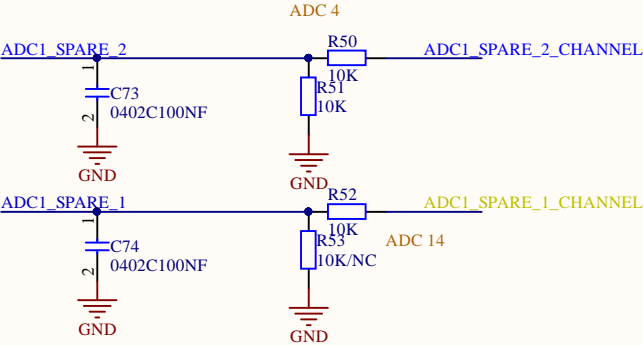 ADC 4
ADC1_SPARE_2
R50
ADC1_SPARE_2_CHANNEL
10K
1
C73
R51
10K
0402C100NF
2
GND
GND
ADC1_SPARE_1
R52
ADC1_SPARE_1_CHANNEL
10K
1
C74
R53
ADC 14
0402C100NF
10K/NC
2
GND
GND